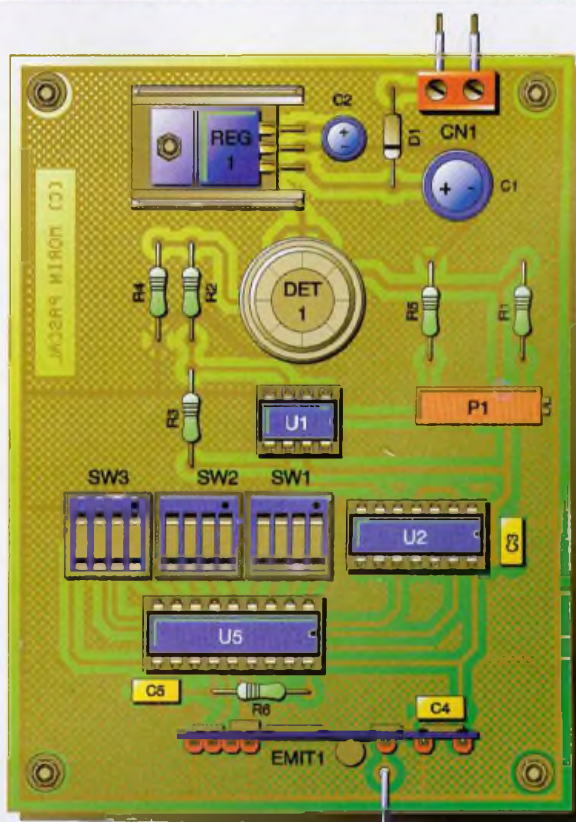 C2
D1
CN1
REG
1
C1
(C) MORIN PASCAL
R4
R2
DET
1
R5
R1
R3
U1
P1
SW3
SW2
SW1
U2
C3
U5
C5
R6
C4
EMIT1